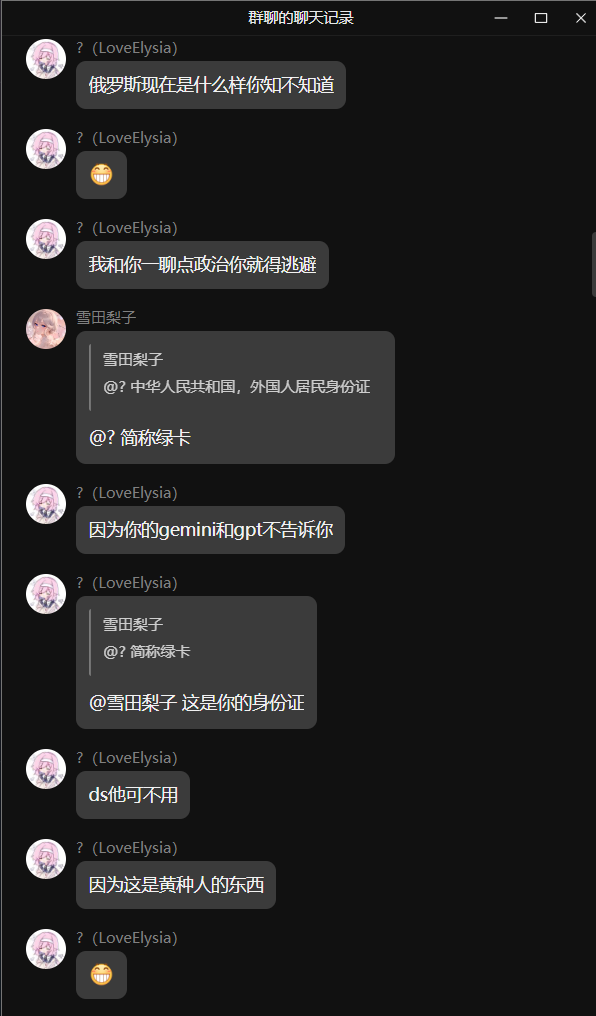 群聊的聊天记录
?（LoveElysia）
俄罗斯现在是什么样你知不知道
?（LoveElysia）
😁
?（LoveElysia）
我和你一聊点政治你就得逃避
雪田梨子
雪田梨子
@? 中华人民共和国，外国人居民身份证
@? 简称绿卡
?（LoveElysia）
因为你的gemini和gpt不告诉你
?（LoveElysia）
雪田梨子
@? 简称绿卡
@雪田梨子 这是你的身份证
?（LoveElysia）
ds他可不用
?（LoveElysia）
因为这是黄种人的东西
?（LoveElysia）
😁